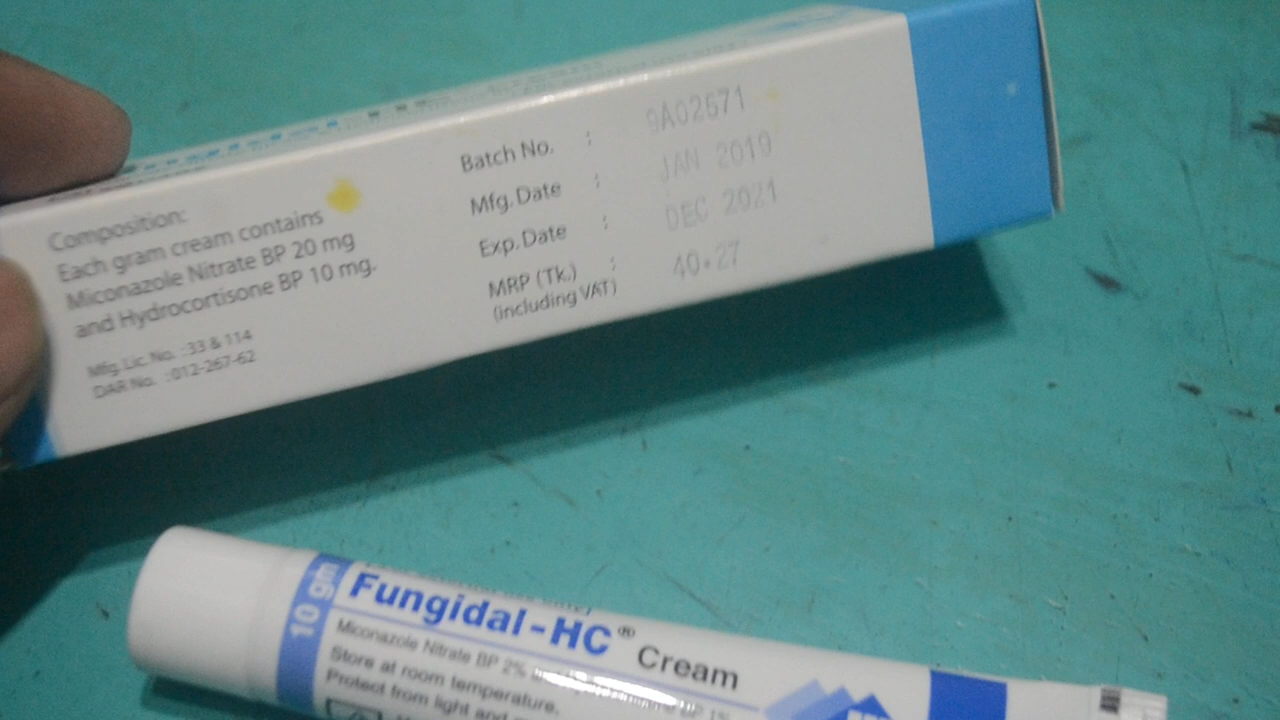 Composition:
Each gram cream contains
Miconazole Nitrate BP 20 mg
and Hydrocortisone BP 10 mg.
Mfg. Lic. No. :33 & 114
DAR No. :012-267-62
Batch No. : 9A02671
Mfg. Date : JAN 2019
Exp. Date : DEC 2021
MRP (Tk.) : 40.27
(including VAT)
10 gm
Fungidal-HC® Cream
Miconazole Nitrate BP 2%
BP 1%
Store at room temperature.
Protect from light and